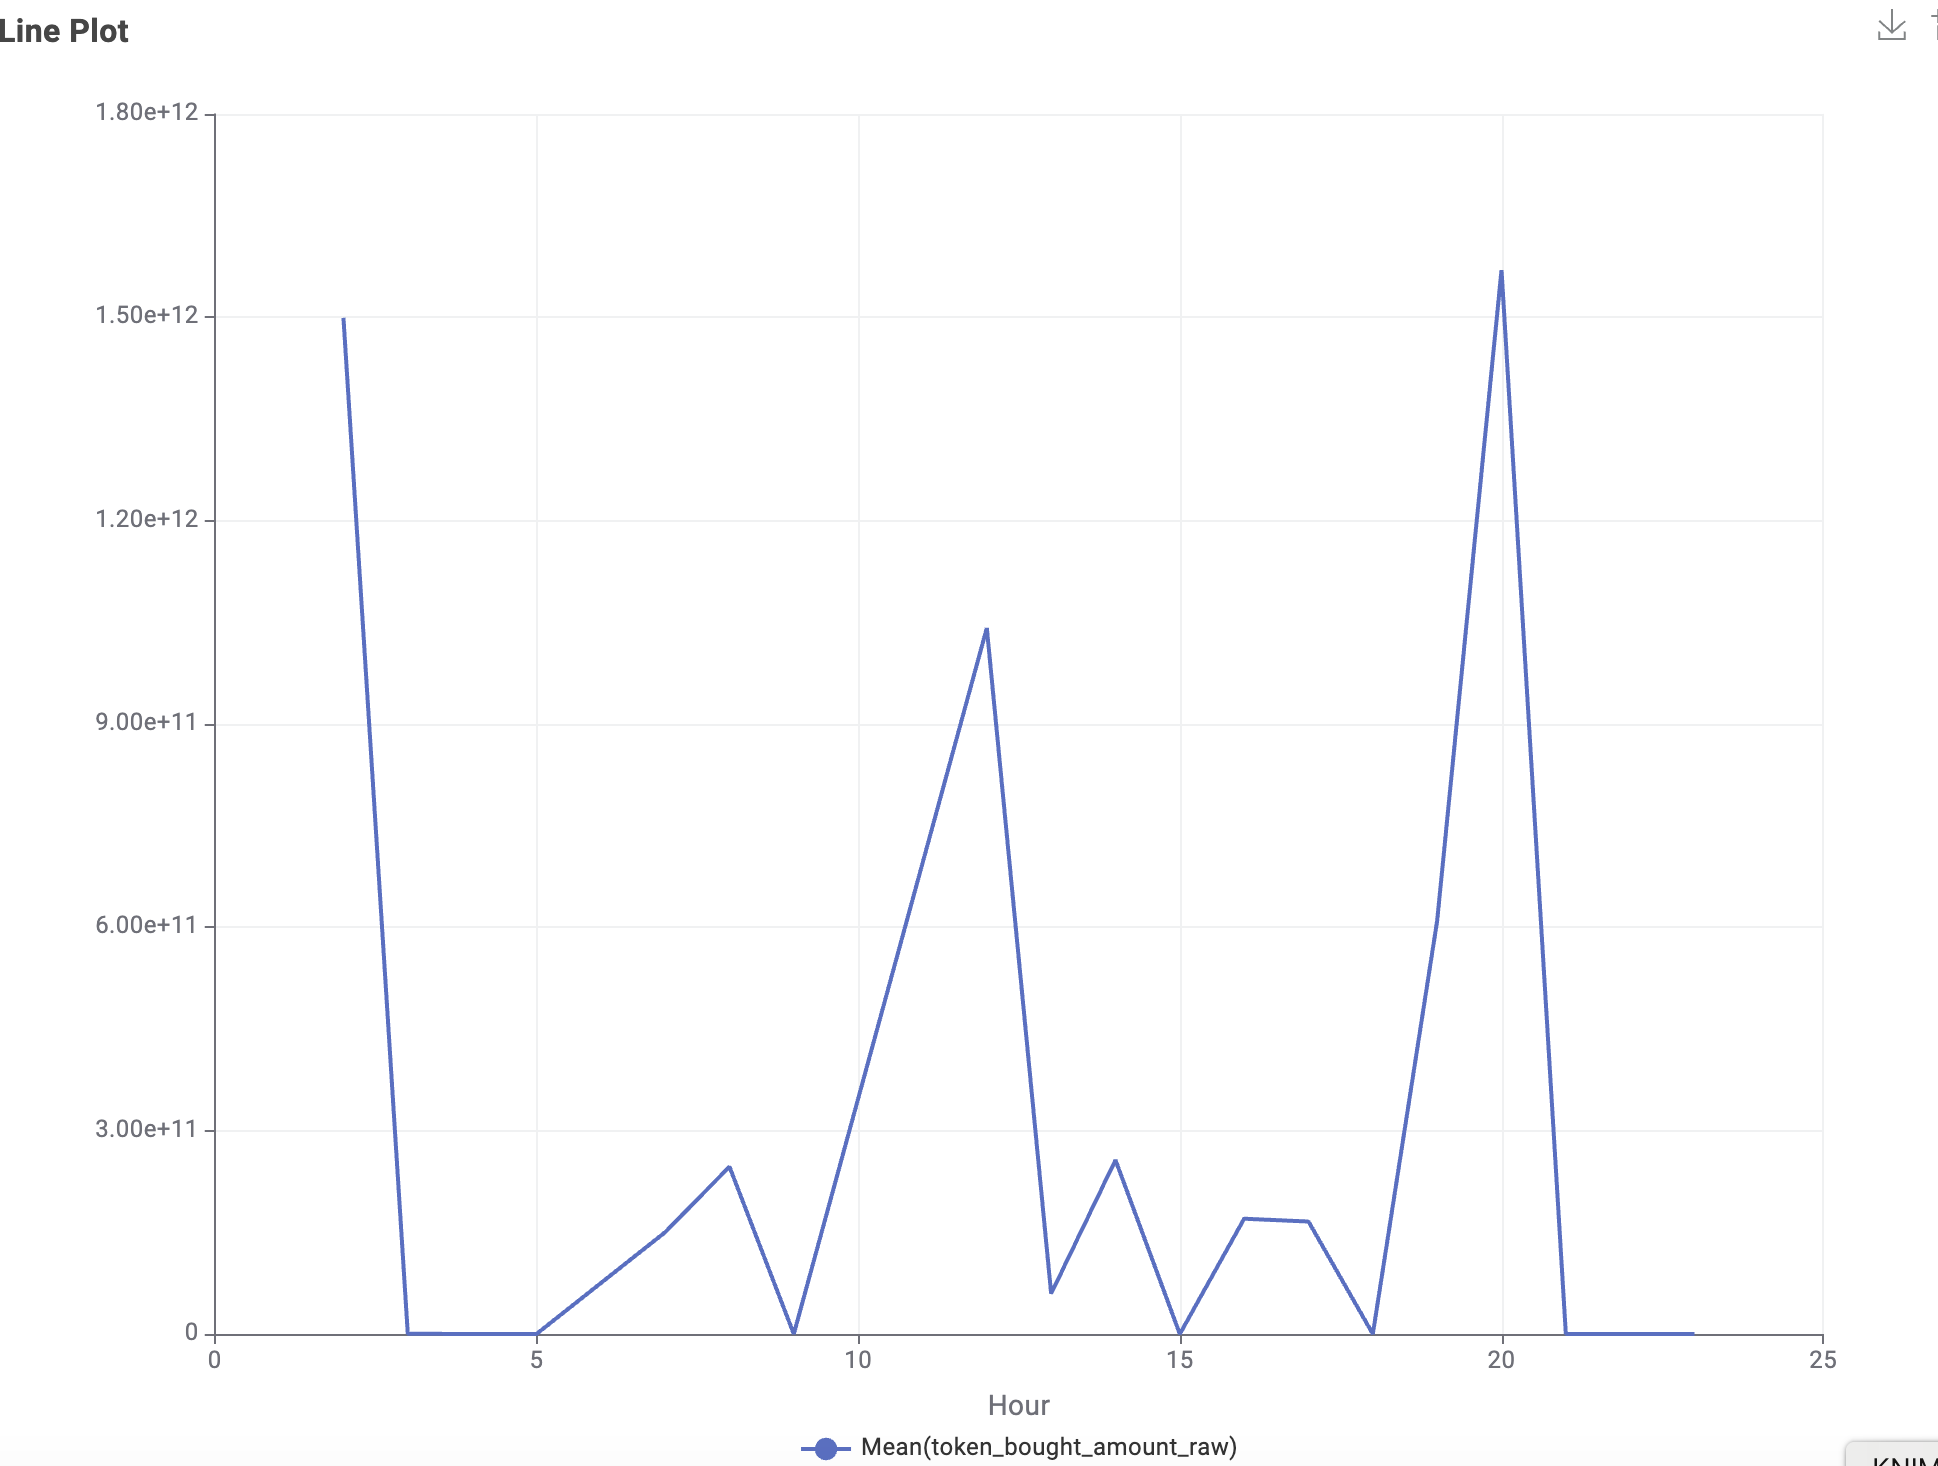 Line Plot
1.80e+12
1.50e+12
1.20e+12
9.00e+11
6.00e+11
3.00e+11
0
0 5 10 15 20 25
Hour
Mean(token_bought_amount_raw)